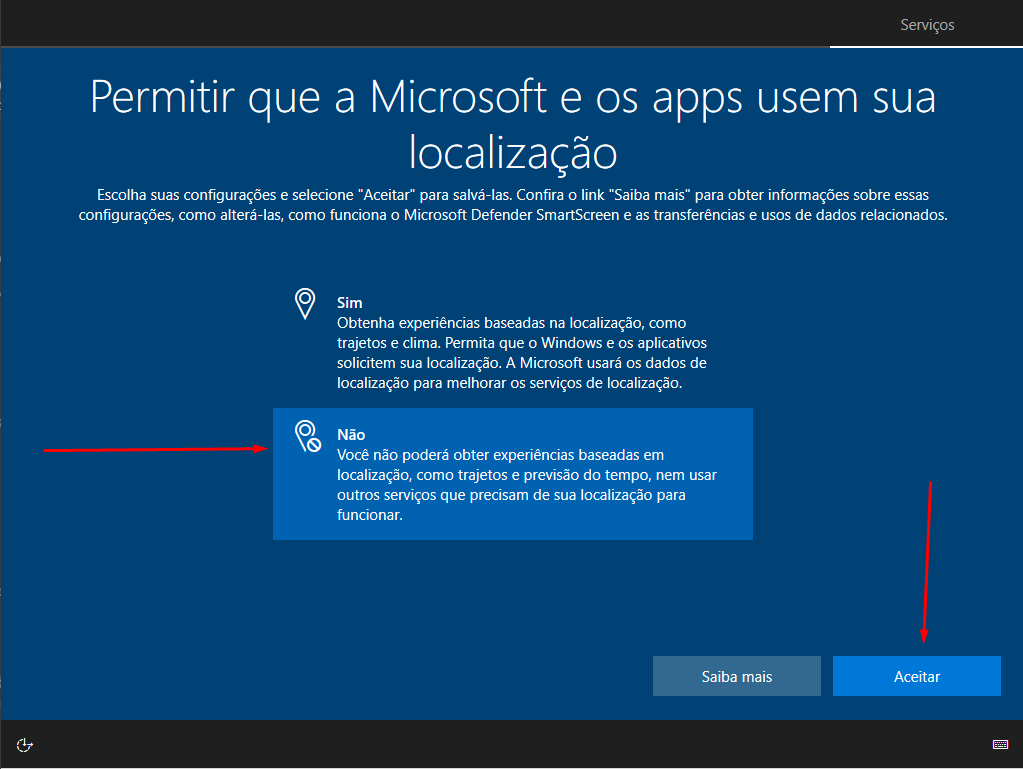 Serviços
Permitir que a Microsoft e os apps usem sua
localização
Escolha suas configurações e selecione "Aceitar" para salvá-las. Confira o link "Saiba mais" para obter informações sobre essas
configurações, como alterá-las, como funciona o Microsoft Defender SmartScreen e as transferências e usos de dados relacionados.
Sim
Obtenha experiências baseadas na localização, como
trajetos e clima. Permita que o Windows e os aplicativos
solicitem sua localização. A Microsoft usará os dados de
localização para melhorar os serviços de localização.
Não
Você não poderá obter experiências baseadas em
localização, como trajetos e previsão do tempo, nem usar
outros serviços que precisam de sua localização para
funcionar.
Saiba mais
Aceitar